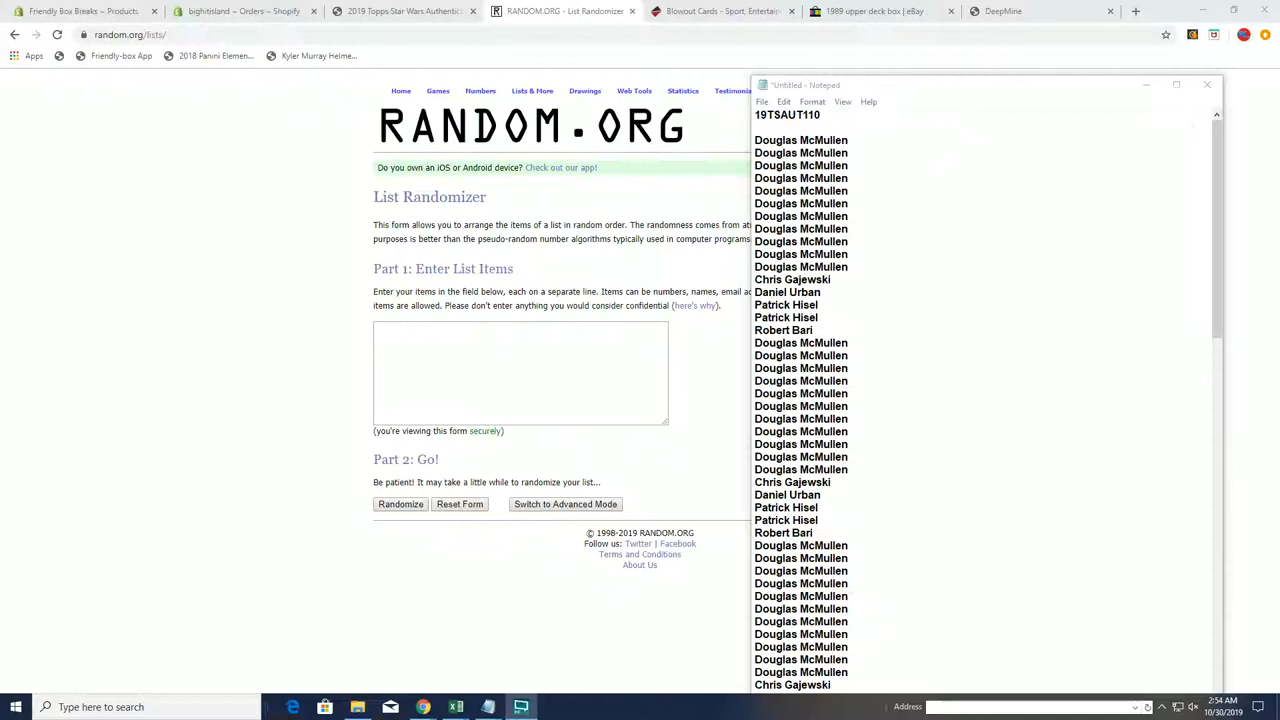 Friendly Box Events ~ Products
bighitisland ~ Orders ~ Shopify
2019 Topps Star Wars Authentic
RANDOM.ORG - List Randomizer
Blowout Cards - Sport, Entertain
1989 upper deck box | eBay
DeepMine
random.org/lists/
Apps
Friendly-box App
2018 Panini Elemen...
Kyler Murray Helme...
Home Games Numbers Lists & More Drawings Web Tools Statistics Testimonia
RANDOM.ORG
Do you own an iOS or Android device? Check out our app!
List Randomizer
This form allows you to arrange the items of a list in random order. The randomness comes from at
purposes is better than the pseudo-random number algorithms typically used in computer programs.
Part 1: Enter List Items
Enter your items in the field below, each on a separate line. Items can be numbers, names, email ad
items are allowed. Please don't enter anything you would consider confidential (here's why).
(you're viewing this form securely)
Part 2: Go!
Be patient! It may take a little while to randomize your list...
Randomize Reset Form Switch to Advanced Mode
© 1998-2019 RANDOM.ORG
Follow us: Twitter | Facebook
Terms and Conditions
About Us
*Untitled - Notepad
File Edit Format View Help
19TSAUT110
Douglas McMullen
Douglas McMullen
Douglas McMullen
Douglas McMullen
Douglas McMullen
Douglas McMullen
Douglas McMullen
Douglas McMullen
Douglas McMullen
Douglas McMullen
Douglas McMullen
Chris Gajewski
Daniel Urban
Patrick Hisel
Patrick Hisel
Robert Bari
Douglas McMullen
Douglas McMullen
Douglas McMullen
Douglas McMullen
Douglas McMullen
Douglas McMullen
Douglas McMullen
Douglas McMullen
Douglas McMullen
Douglas McMullen
Douglas McMullen
Chris Gajewski
Daniel Urban
Patrick Hisel
Patrick Hisel
Robert Bari
Douglas McMullen
Douglas McMullen
Douglas McMullen
Douglas McMullen
Douglas McMullen
Douglas McMullen
Douglas McMullen
Douglas McMullen
Douglas McMullen
Douglas McMullen
Douglas McMullen
Chris Gajewski
Type here to search
Address
2:54 AM
10/30/2019